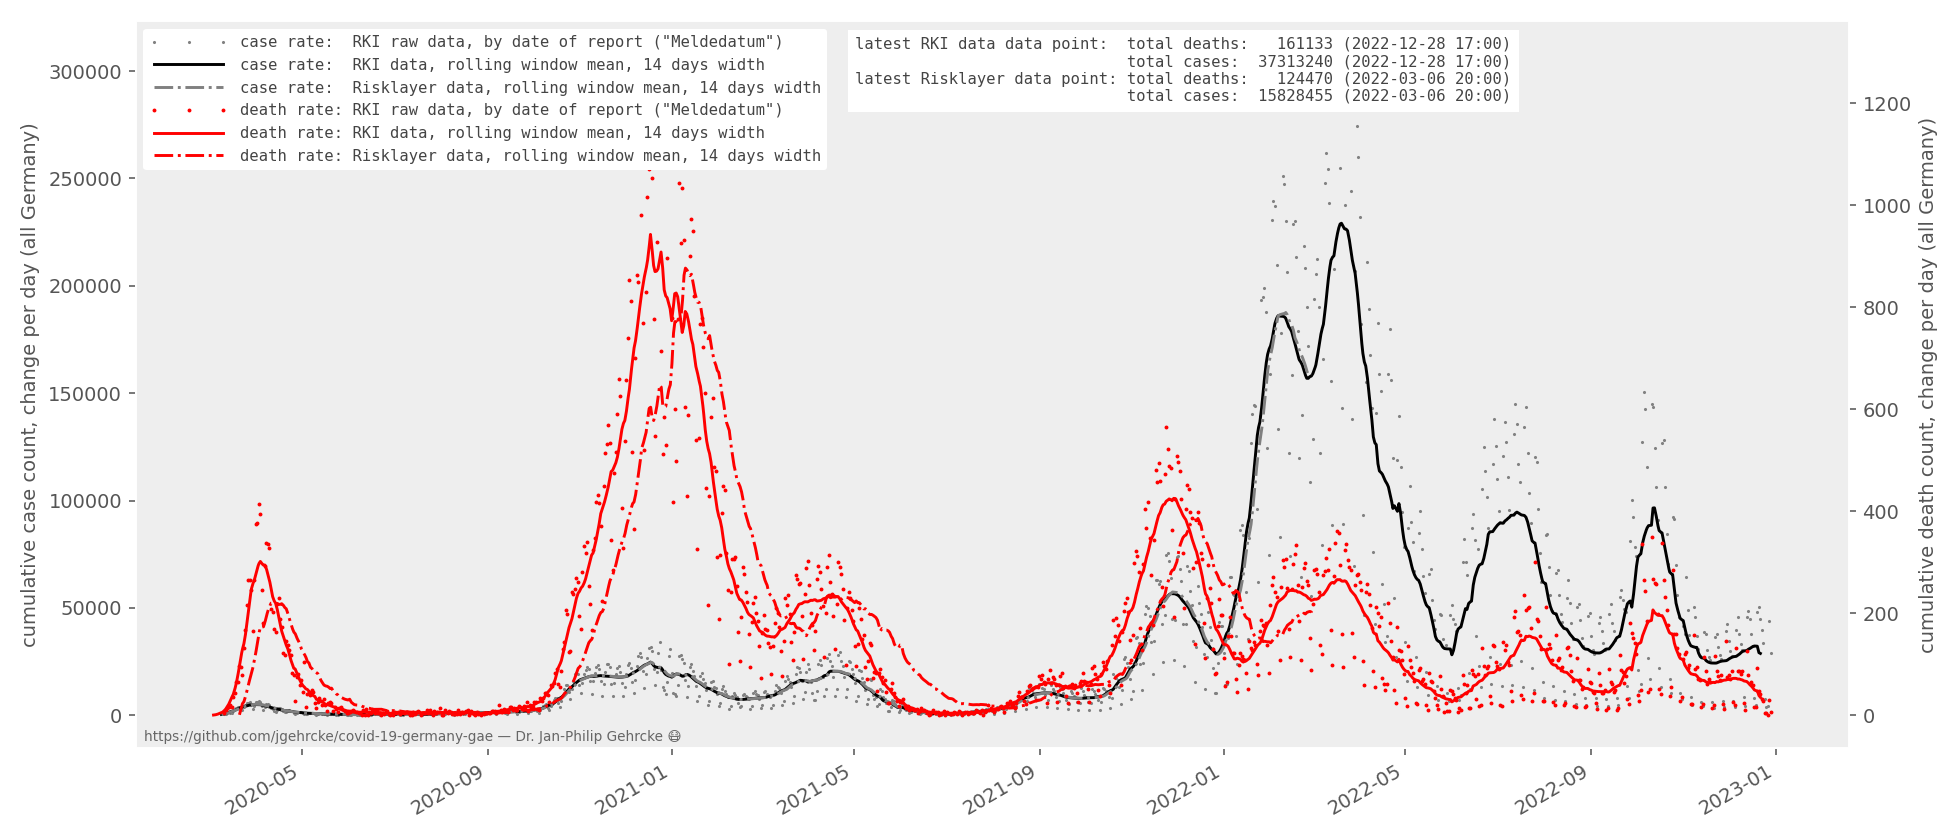 case rate:  RKI raw data, by date of report ("Meldedatum")
case rate:  RKI data, rolling window mean, 14 days width
case rate:  Risklayer data, rolling window mean, 14 days width
death rate: RKI raw data, by date of report ("Meldedatum")
death rate: RKI data, rolling window mean, 14 days width
death rate: Risklayer data, rolling window mean, 14 days width
latest RKI data data point:  total deaths:   161133 (2022-12-28 17:00)
total cases:  37313240 (2022-12-28 17:00)
latest Risklayer data point: total deaths:   124470 (2022-03-06 20:00)
total cases:  15828455 (2022-03-06 20:00)
cumulative case count, change per day (all Germany)
300000
250000
200000
150000
100000
50000
0
1200
1000
800
600
400
200
0
cumulative death count, change per day (all Germany)
https://github.com/jgehrcke/covid-19-germany-gae — Dr. Jan-Philip Gehrcke 😷
2020-05
2020-09
2021-01
2021-05
2021-09
2022-01
2022-05
2022-09
2023-01